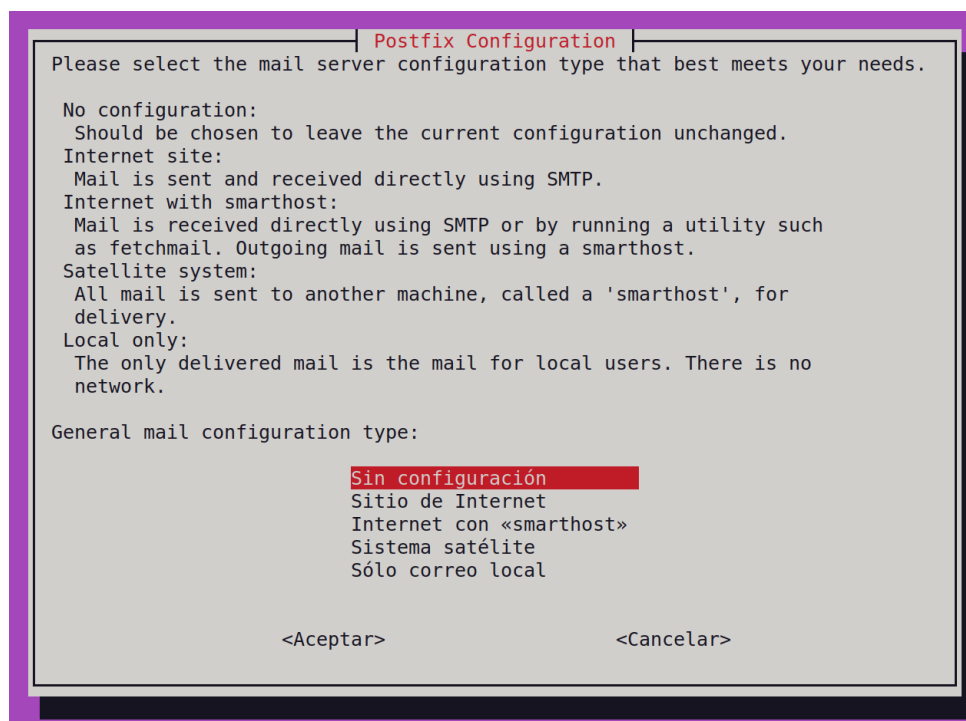 Postfix Configuration
Please select the mail server configuration type that best meets your needs.
No configuration:
Should be chosen to leave the current configuration unchanged.
Internet site:
Mail is sent and received directly using SMTP.
Internet with smarthost:
Mail is received directly using SMTP or by running a utility such
as fetchmail. Outgoing mail is sent using a smarthost.
Satellite system:
All mail is sent to another machine, called a 'smarthost', for
delivery.
Local only:
The only delivered mail is the mail for local users. There is no
network.
General mail configuration type:
Sin configuración
Sitio de Internet
Internet con «smarthost»
Sistema satélite
Sólo correo local
<Aceptar> <Cancelar>